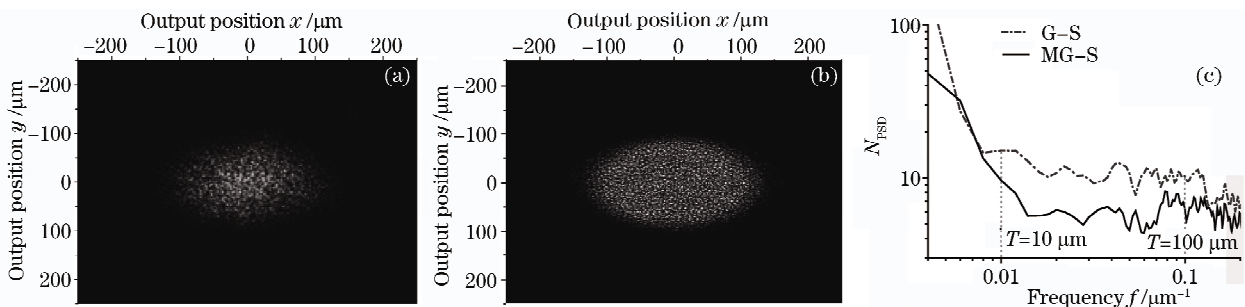 Output position x /μm
−200 −100 0 100 200
Output position y /μm
−200
−100
0
100
200
(a)
Output position x /μm
−200 −100 0 100 200
Output position y /μm
−200
−100
0
100
200
(b)
100
10
N_PSD
G−S
MG−S
(c)
T=10 μm
T=100 μm
0.01 0.1
Frequency f /μm⁻¹